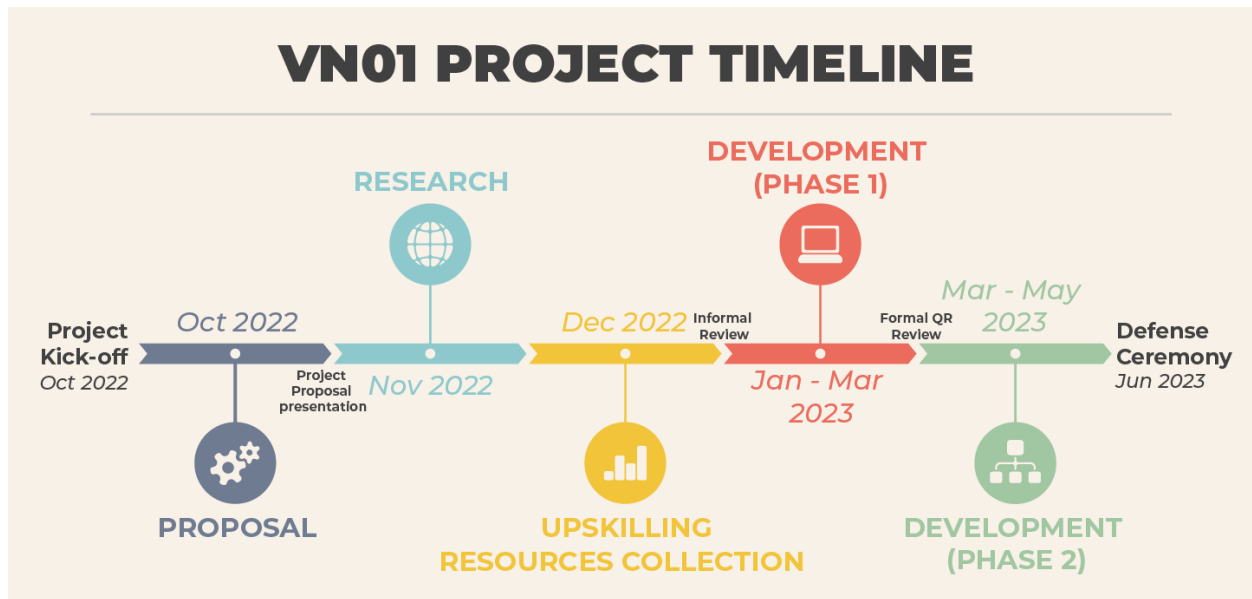 VN01 PROJECT TIMELINE
Project
Kick-off
Oct 2022
Oct 2022
PROPOSAL
Project
Proposal
presentation
RESEARCH
Nov 2022
Dec 2022
UPSKILLING
RESOURCES COLLECTION
Informal
Review
DEVELOPMENT
(PHASE 1)
Jan - Mar
2023
Formal QR
Review
Mar - May
2023
DEVELOPMENT
(PHASE 2)
Defense
Ceremony
Jun 2023